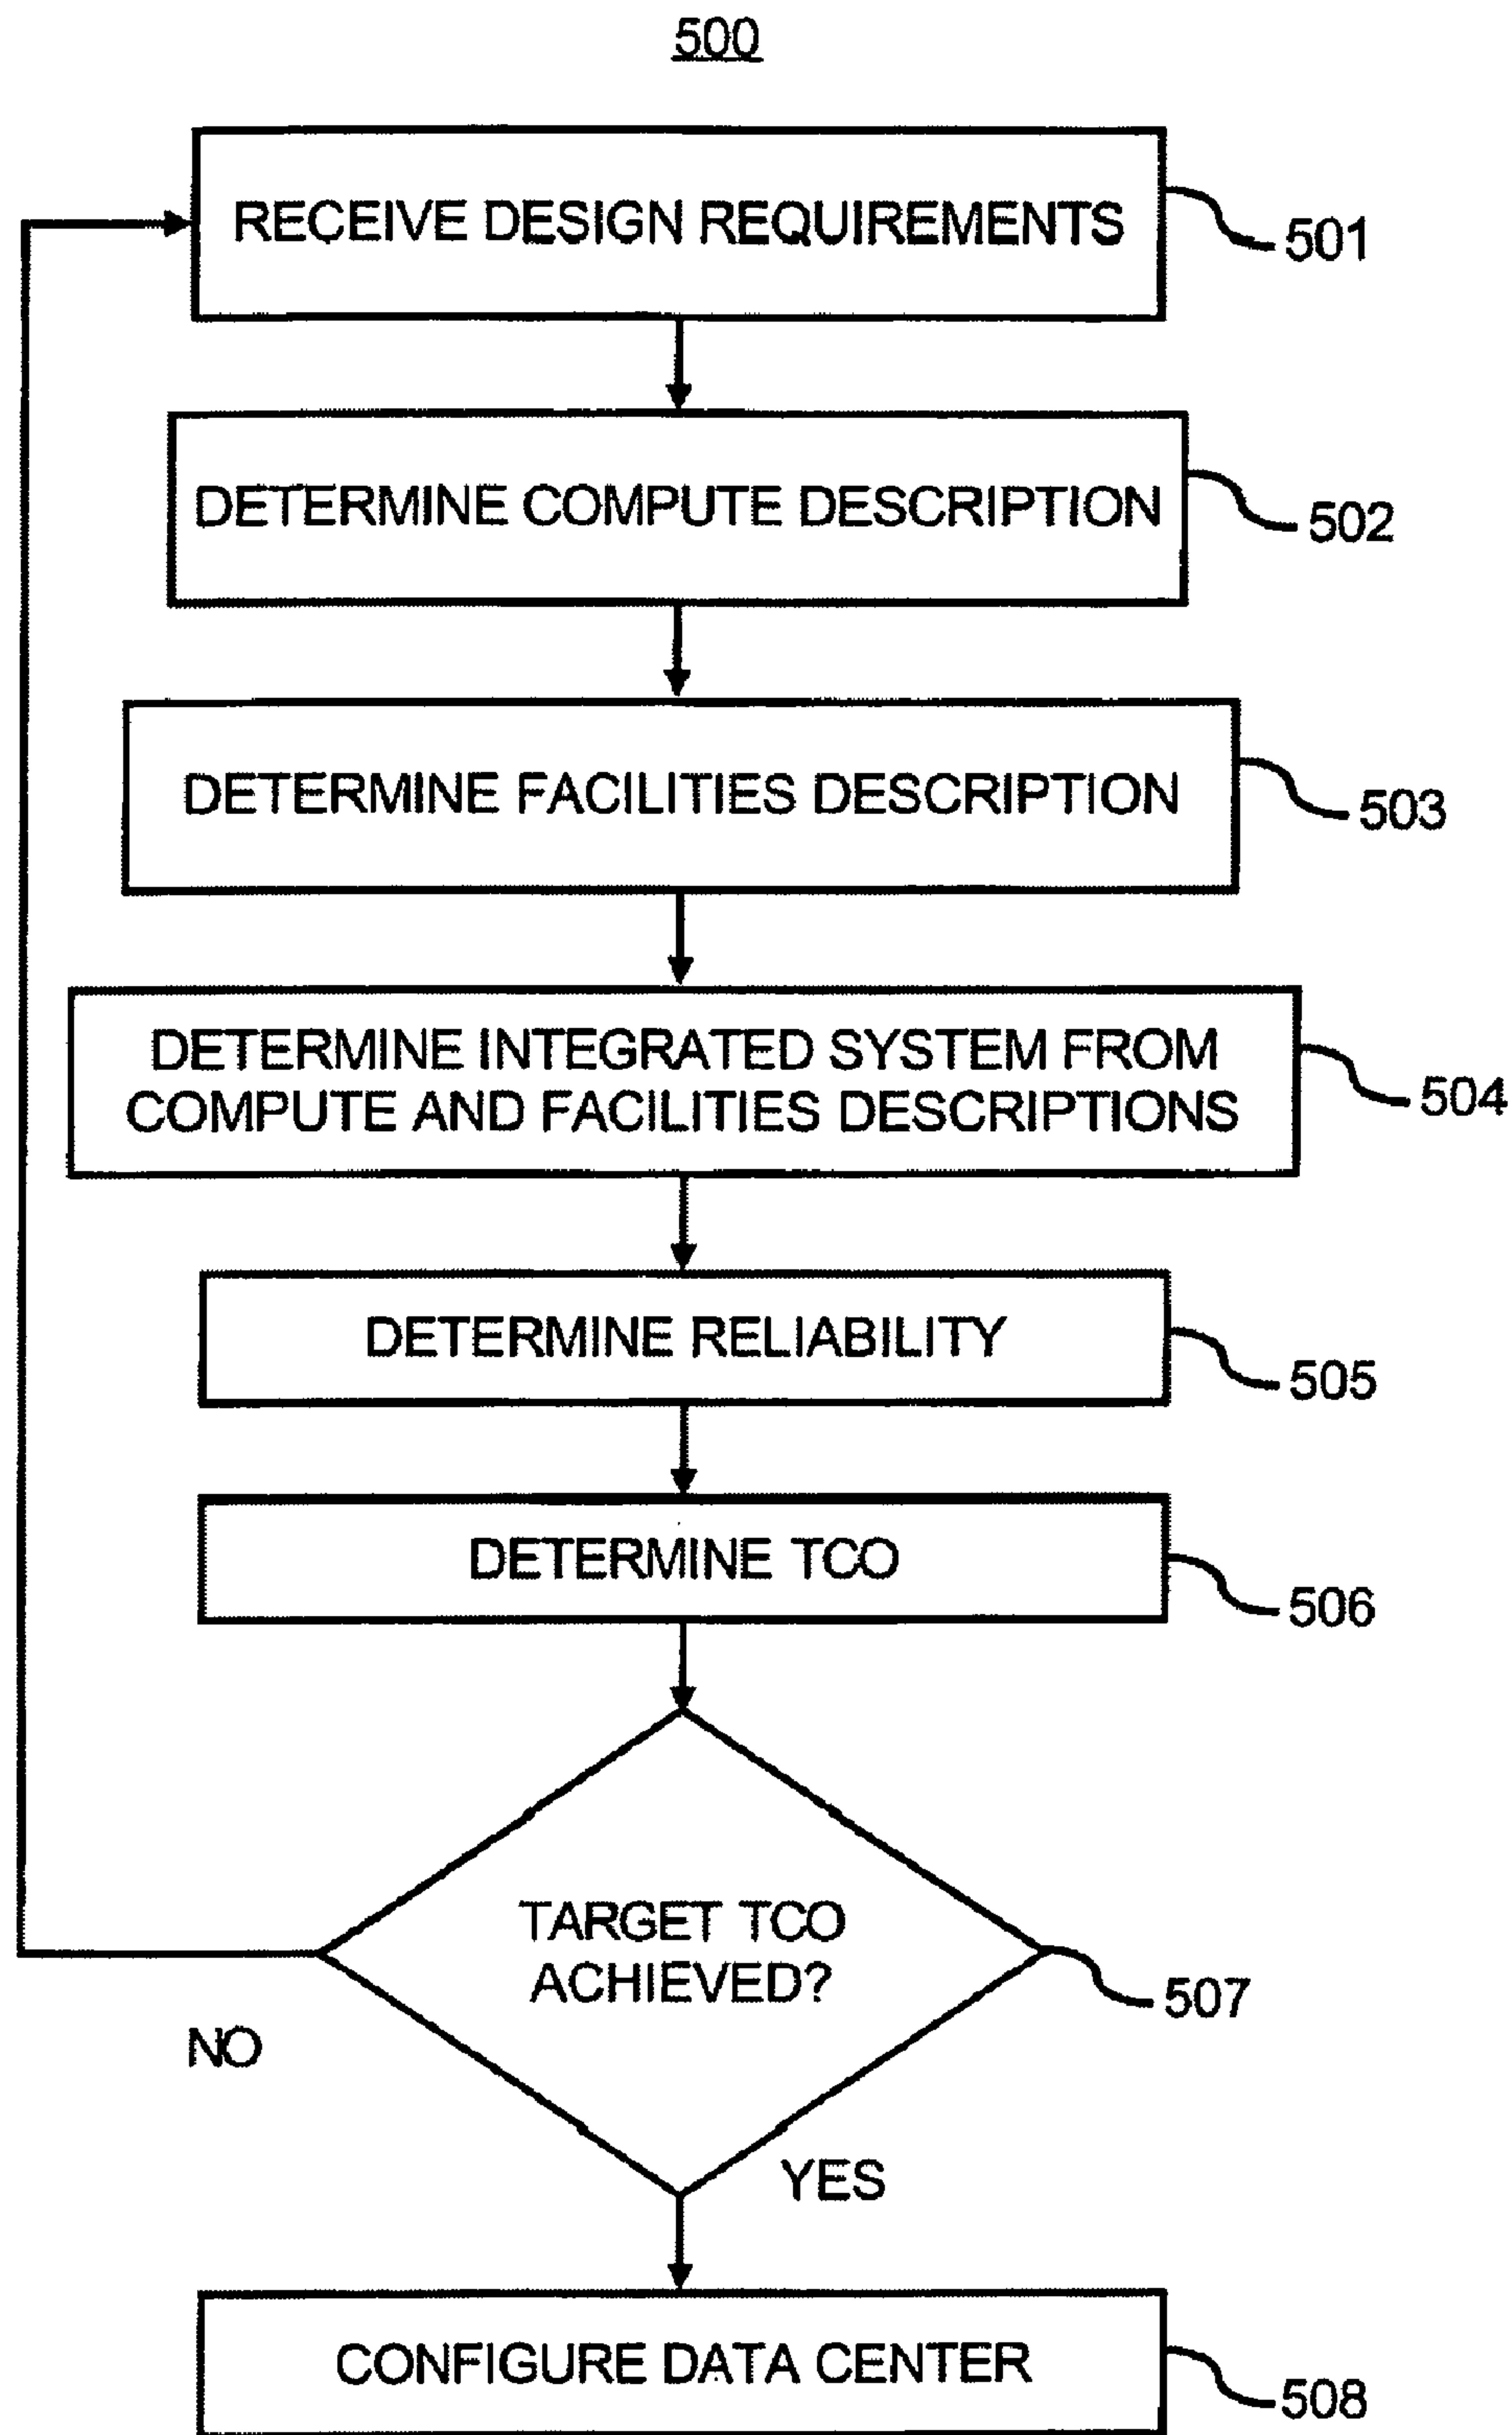 500
RECEIVE DESIGN REQUIREMENTS
501
DETERMINE COMPUTE DESCRIPTION
502
DETERMINE FACILITIES DESCRIPTION
503
DETERMINE INTEGRATED SYSTEM FROM
COMPUTE AND FACILITIES DESCRIPTIONS
504
DETERMINE RELIABILITY
505
DETERMINE TCO
506
TARGET TCO
ACHIEVED?
507
NO
YES
CONFIGURE DATA CENTER
508